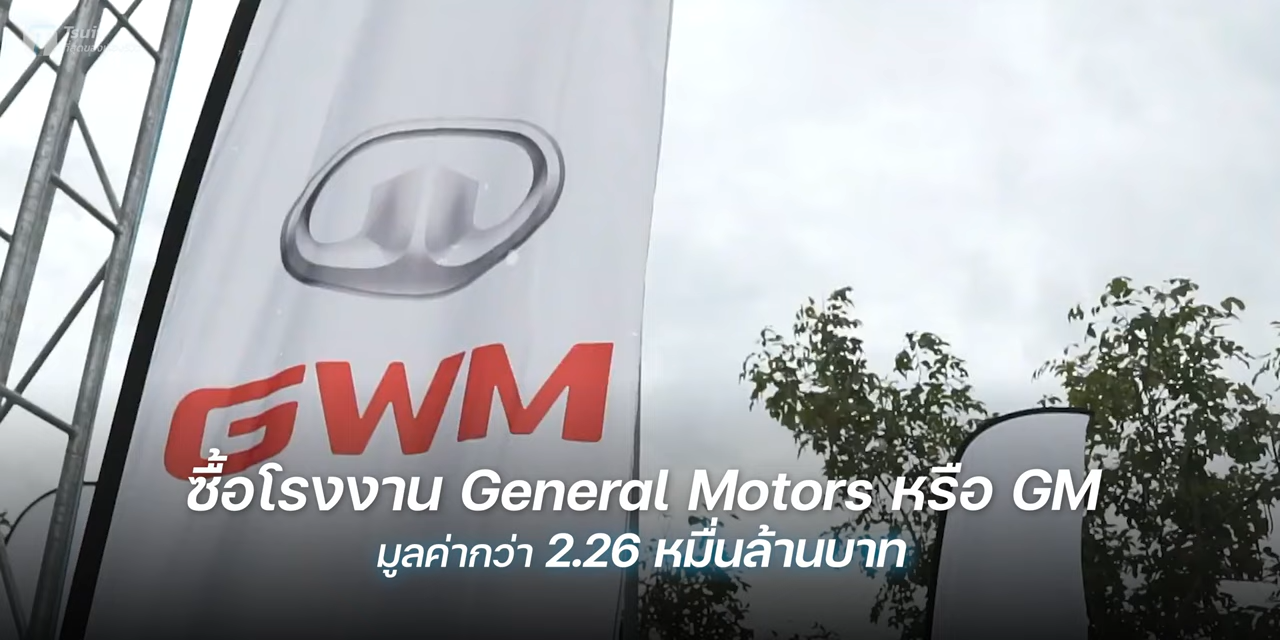 Tsui
GWM
ซื้อโรงงาน General Motors หรือ GM
มูลค่ากว่า 2.26 หมื่นล้านบาท